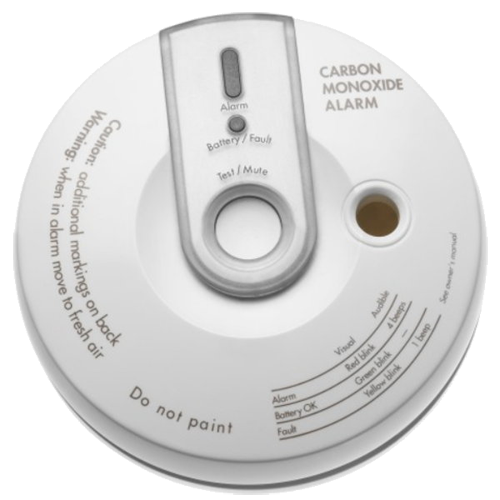 CARBON
MONOXIDE
ALARM
Alarm
Battery / Fault
Test / Mute
Caution: additional markings on back
Warning: when in alarm move to fresh air
Do not paint
Visual Audible
Alarm Red blink 4 beeps
Battery OK Green blink —
Fault Yellow blink 1 beep
See owner's manual